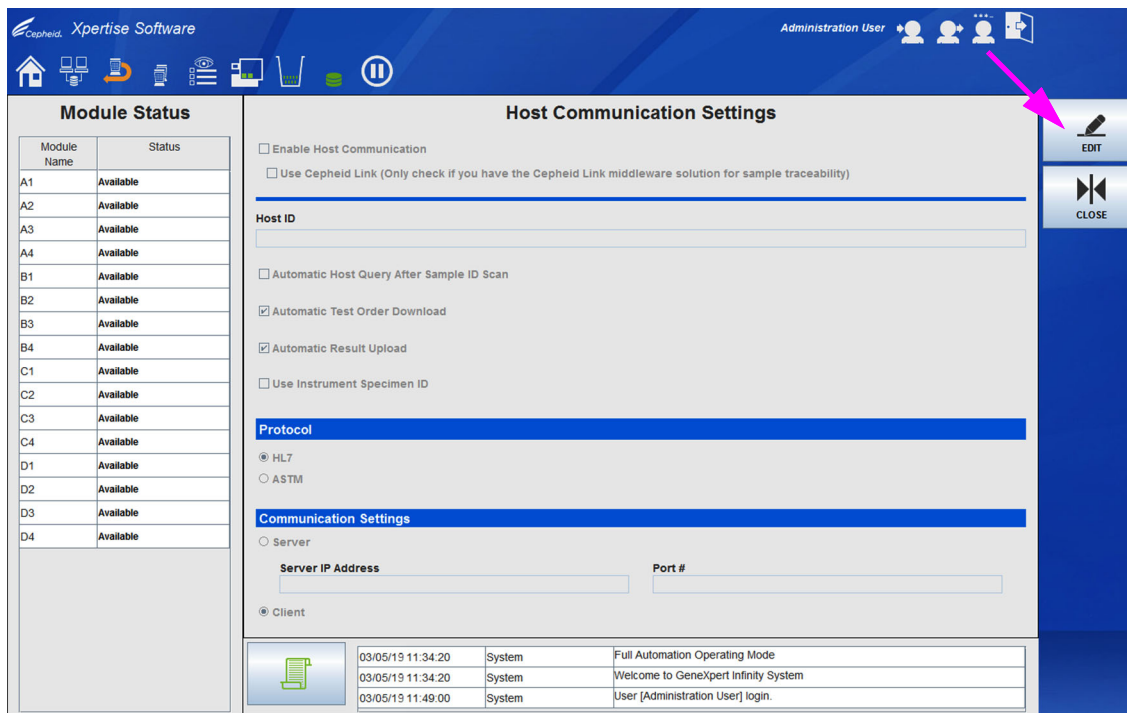 Cepheid. Xpertise Software
Administration User
Module Status
Module Name Status
A1 Available
A2 Available
A3 Available
A4 Available
B1 Available
B2 Available
B3 Available
B4 Available
C1 Available
C2 Available
C3 Available
C4 Available
D1 Available
D2 Available
D3 Available
D4 Available
Host Communication Settings
Enable Host Communication
Use Cepheid Link (Only check if you have the Cepheid Link middleware solution for sample traceability)
Host ID
Automatic Host Query After Sample ID Scan
Automatic Test Order Download
Automatic Result Upload
Use Instrument Specimen ID
Protocol
HL7
ASTM
Communication Settings
Server
Server IP Address Port #
Client
03/05/19 11:34:20 System Full Automation Operating Mode
03/05/19 11:34:20 System Welcome to GeneXpert Infinity System
03/05/19 11:49:00 System User [Administration User] login.
EDIT
CLOSE